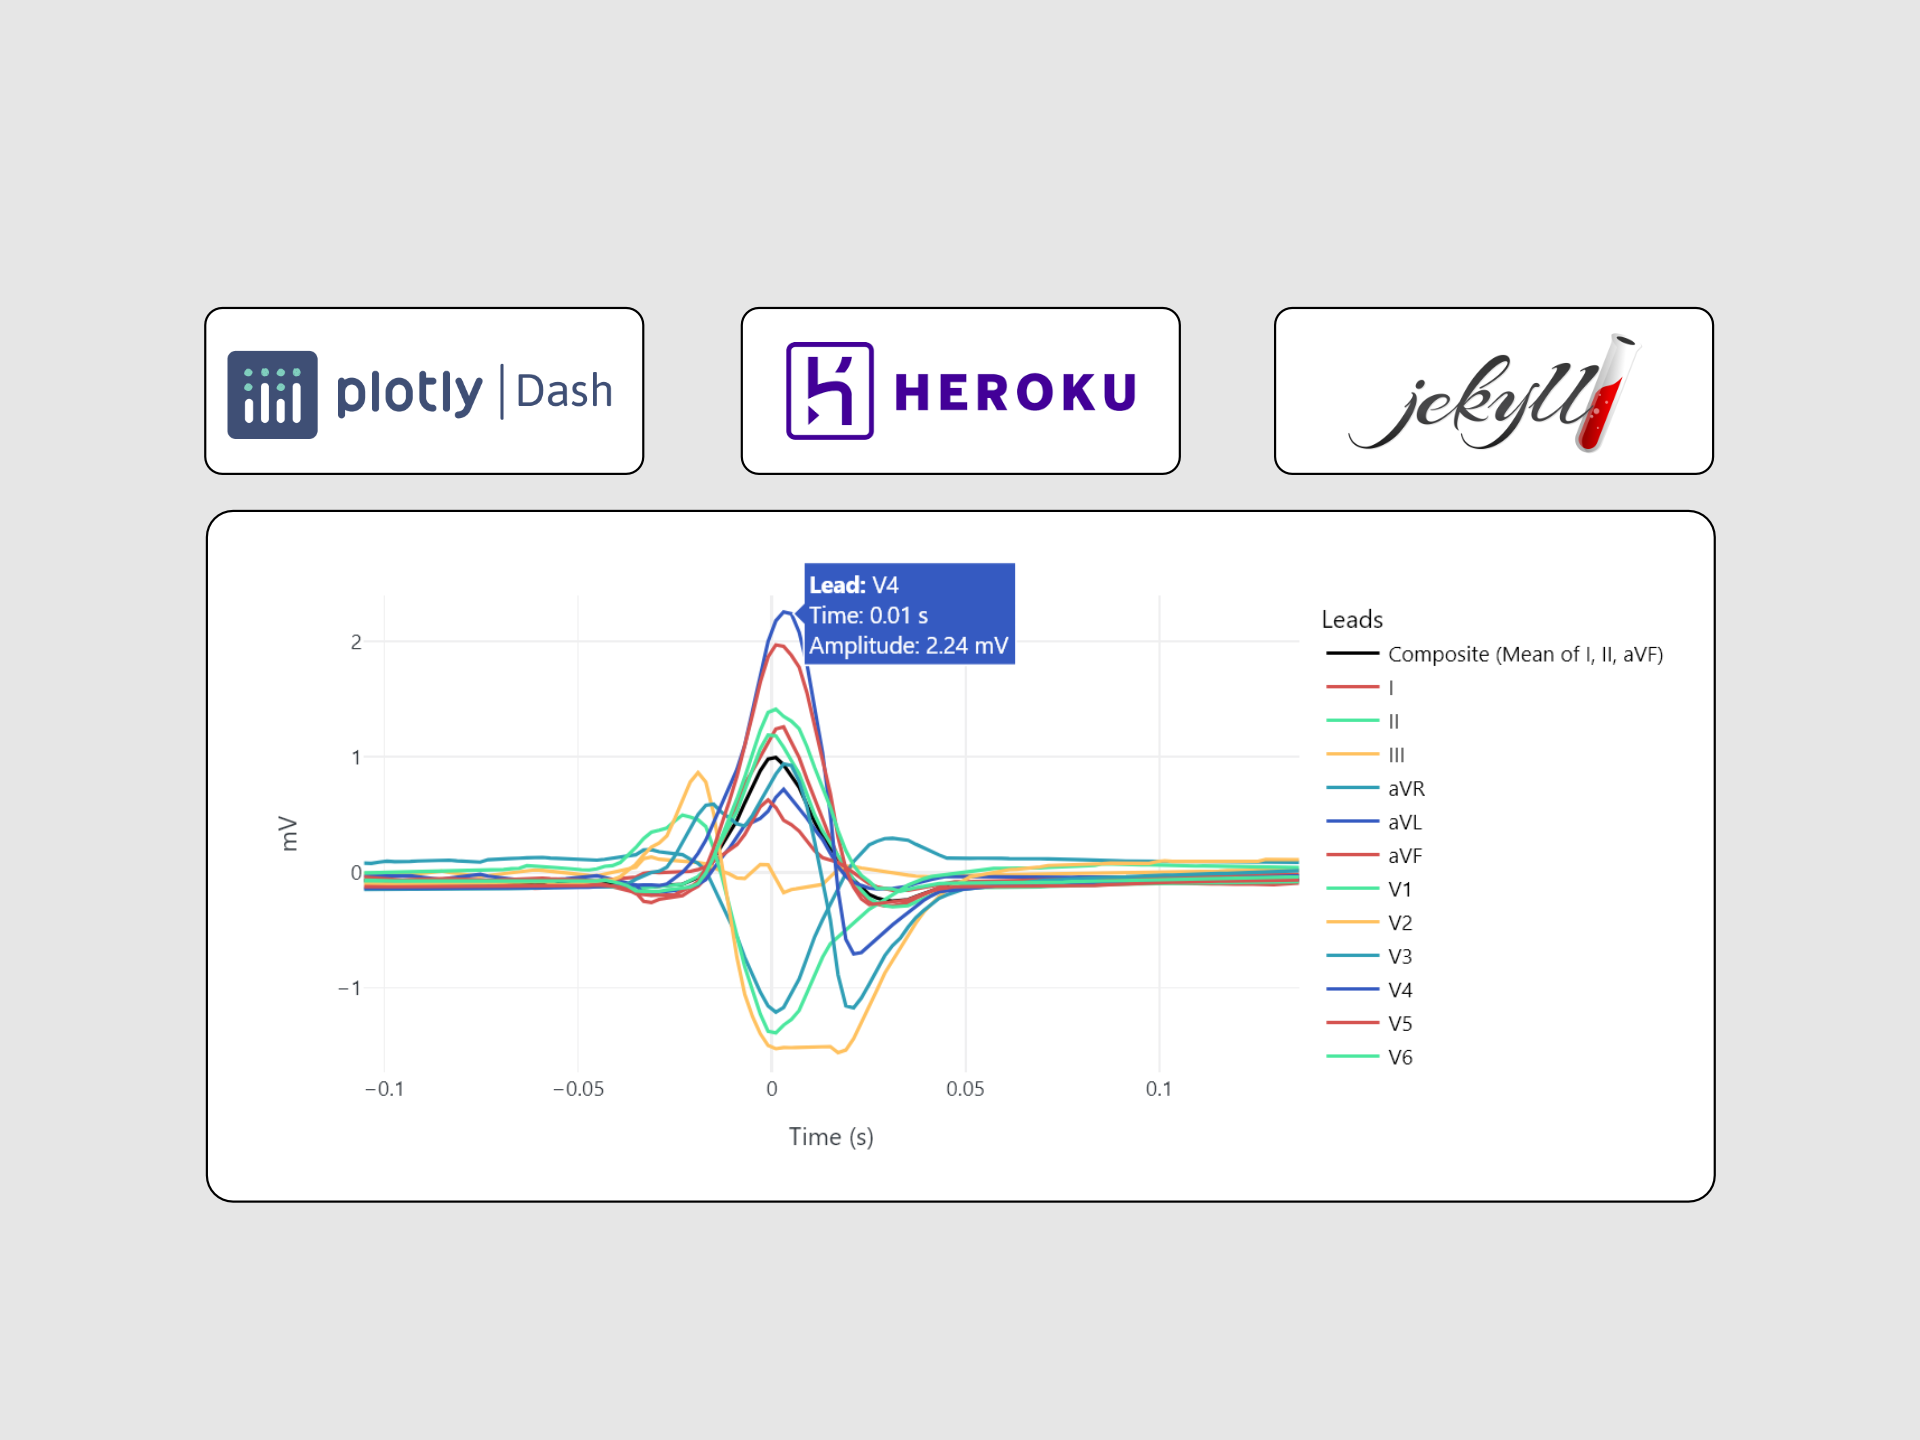 plotly | Dash
HEROKU
jekyll
Lead: V4
Time: 0.01 s
Amplitude: 2.24 mV
2
1
0
−1
mV
−0.1
−0.05
0
0.05
0.1
Time (s)
Leads
Composite (Mean of I, II, aVF)
I
II
III
aVR
aVL
aVF
V1
V2
V3
V4
V5
V6